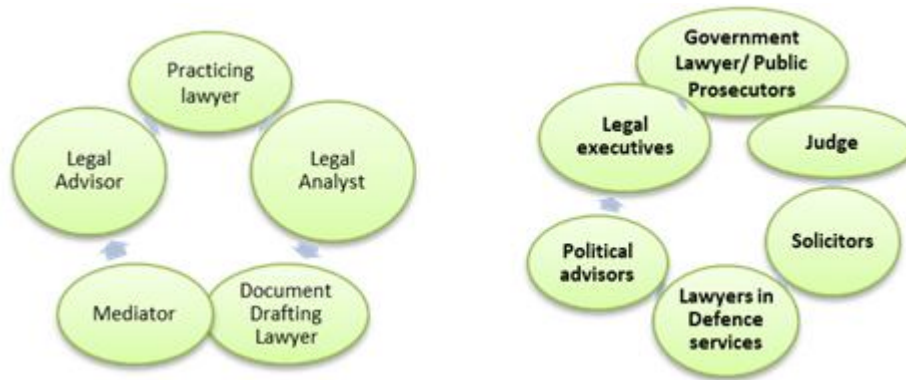 Practicing
lawyer
Legal
Analyst
Document
Drafting
Lawyer
Mediator
Legal
Advisor
Government
Lawyer/ Public
Prosecutors
Judge
Solicitors
Lawyers in
Defence
services
Political
advisors
Legal
executives